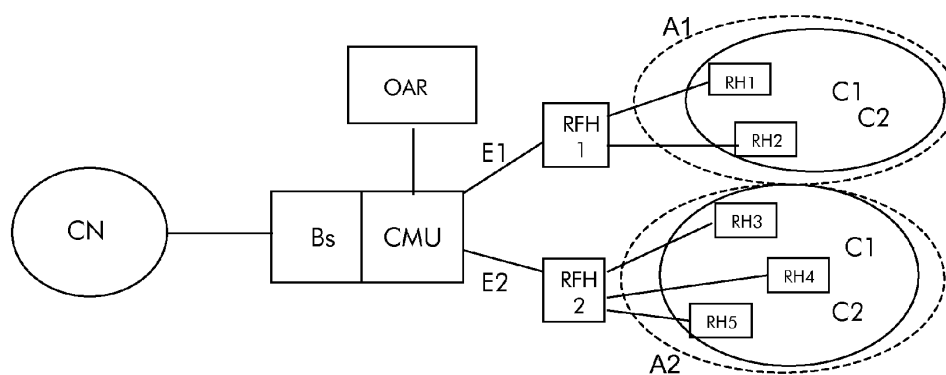 A1
OAR
RH1
C1
C2
RFH
1
RH2
E1
CN
Bs
CMU
RH3
C1
E2
RFH
2
RH4
C2
RH5
A2